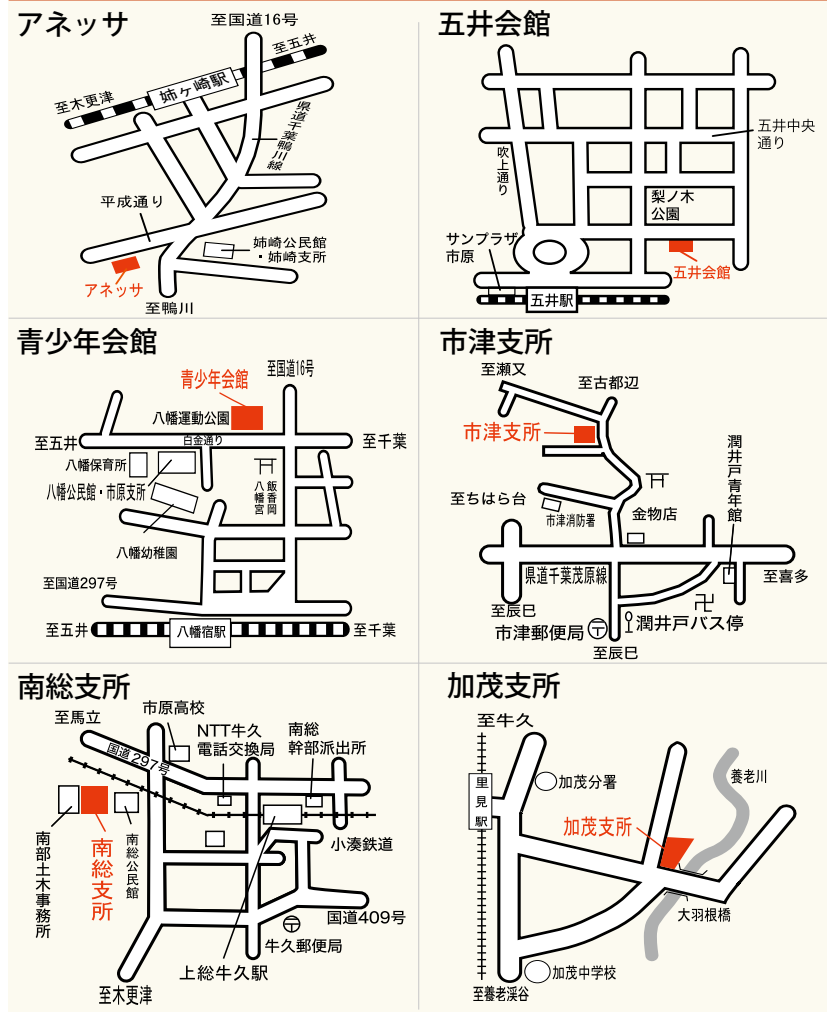 アネッサ
至国道16号
至五井
姉ヶ崎駅
至木更津
県道千葉鴨川線
平成通り
姉崎公民館
・姉崎支所
アネッサ
至鴨川
五井会館
五井中央
通り
吹上通り
梨ノ木
公園
サンプラザ
市原
五井会館
五井駅
青少年会館
至国道16号
青少年会館
八幡運動公園
白金通り
至五井
至千葉
八幡保育所
八幡公民館・市原支所
飯香岡
八幡宮
八幡幼稚園
至国道297号
至五井
八幡宿駅
至千葉
市津支所
至瀬又
至古都辺
市津支所
潤井戸青年館
至ちはら台
市津消防署
金物店
県道千葉茂原線
至喜多
至辰巳
市津郵便局
潤井戸バス停
至辰巳
南総支所
市原高校
至馬立
NTT牛久
電話交換局
南総
幹部派出所
国道297号
小湊鉄道
南部土木事務所
南総支所
南総公民館
国道409号
牛久郵便局
上総牛久駅
至木更津
加茂支所
至牛久
里見駅
加茂分署
養老川
加茂支所
大羽根橋
加茂中学校
至養老渓谷